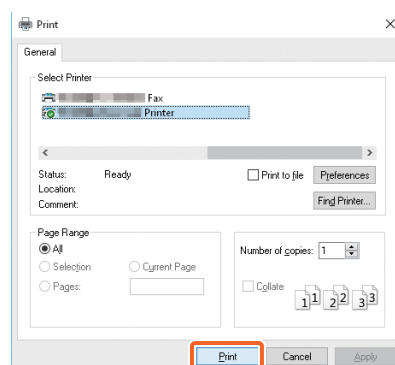 Print
General
Select Printer
Fax
Printer
Status: Ready
Print to file
Preferences
Location:
Comment:
Find Printer...
Page Range
All
Selection
Current Page
Pages:
Number of copies: 1
Collate
1 1 2 2 3 3
Print
Cancel
Apply